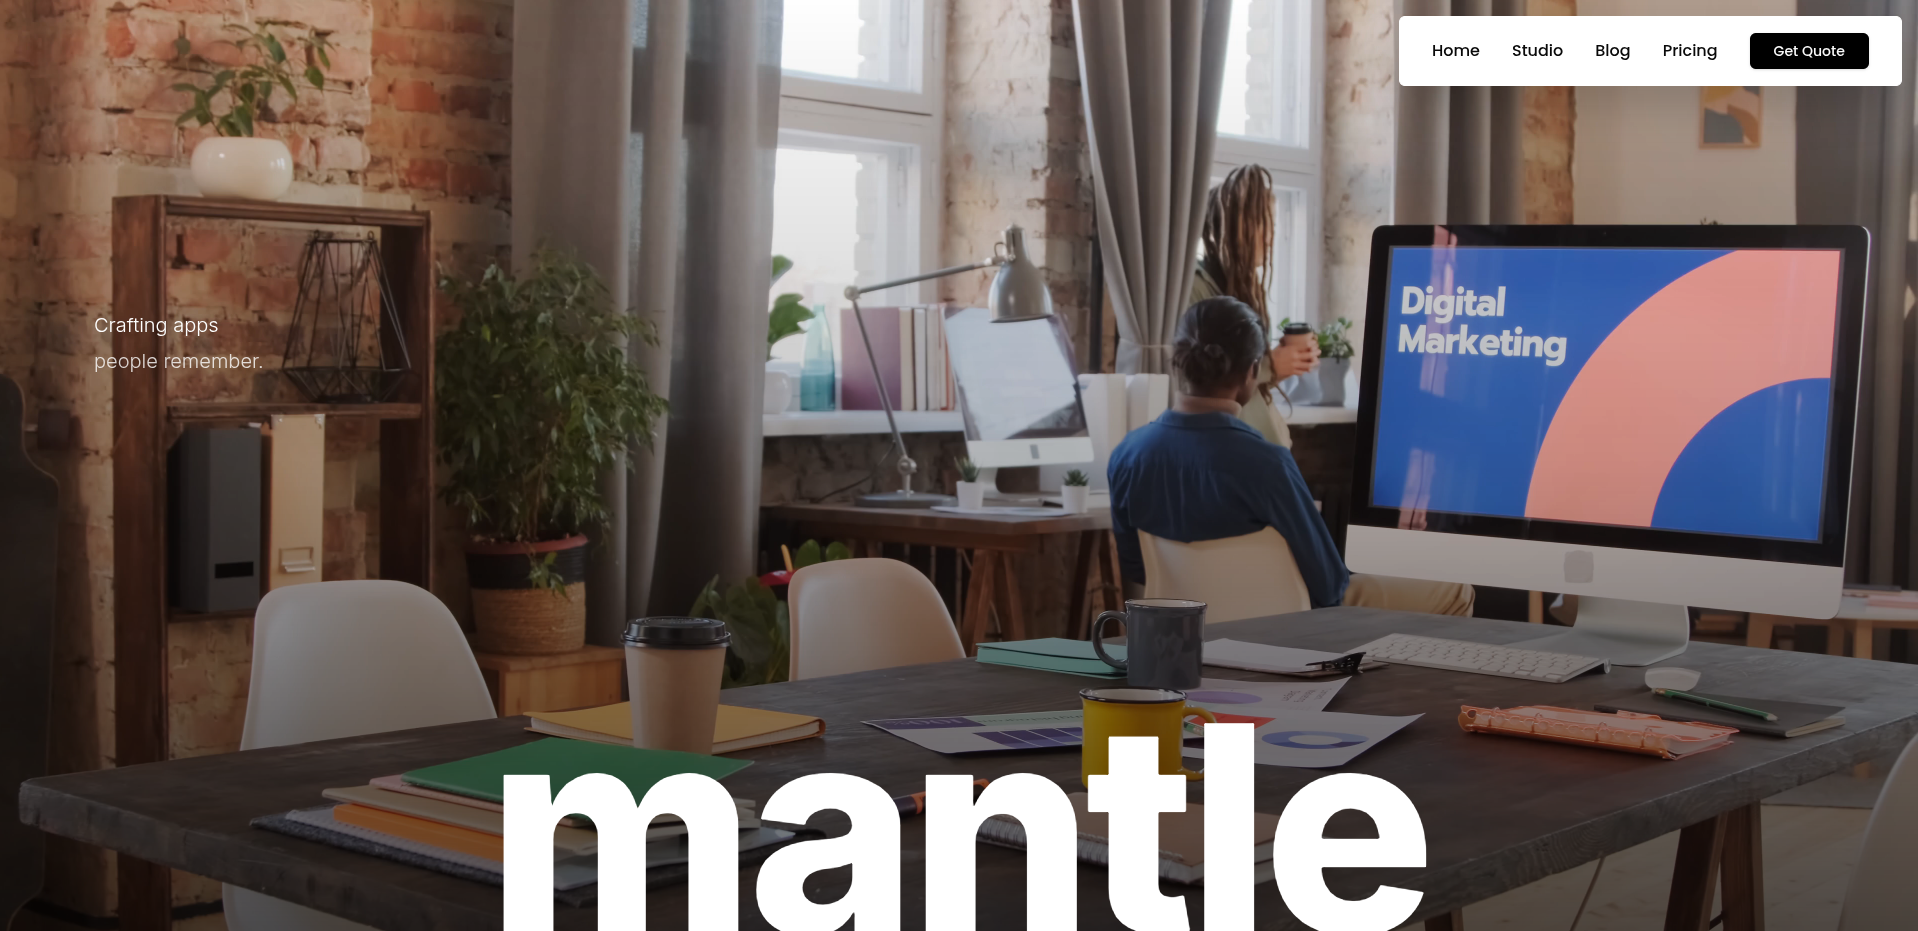 Home Studio Blog Pricing Get Quote
Digital
Marketing
Crafting apps
people remember.
mantle